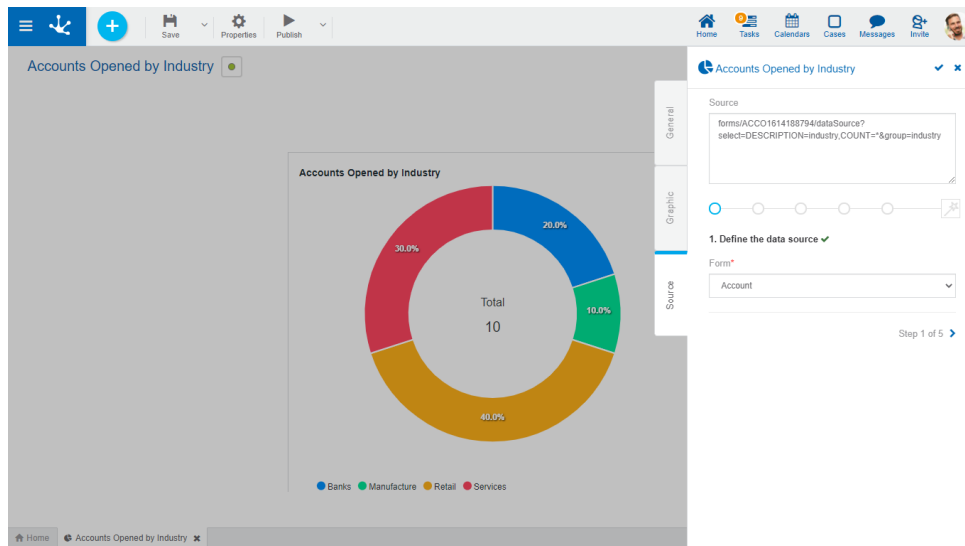 Save
Properties
Publish
Home
9
Tasks
Calendars
Cases
Messages
Invite
Accounts Opened by Industry
General
Graphic
Source
Accounts Opened by Industry
20.0%
30.0%
10.0%
40.0%
Total
10
Banks Manufacture Retail Services
Accounts Opened by Industry
Source
forms/ACCO1614188794/dataSource?
select=DESCRIPTION=industry,COUNT=*&group=industry
1. Define the data source
Form*
Account
Step 1 of 5
Home Accounts Opened by Industry